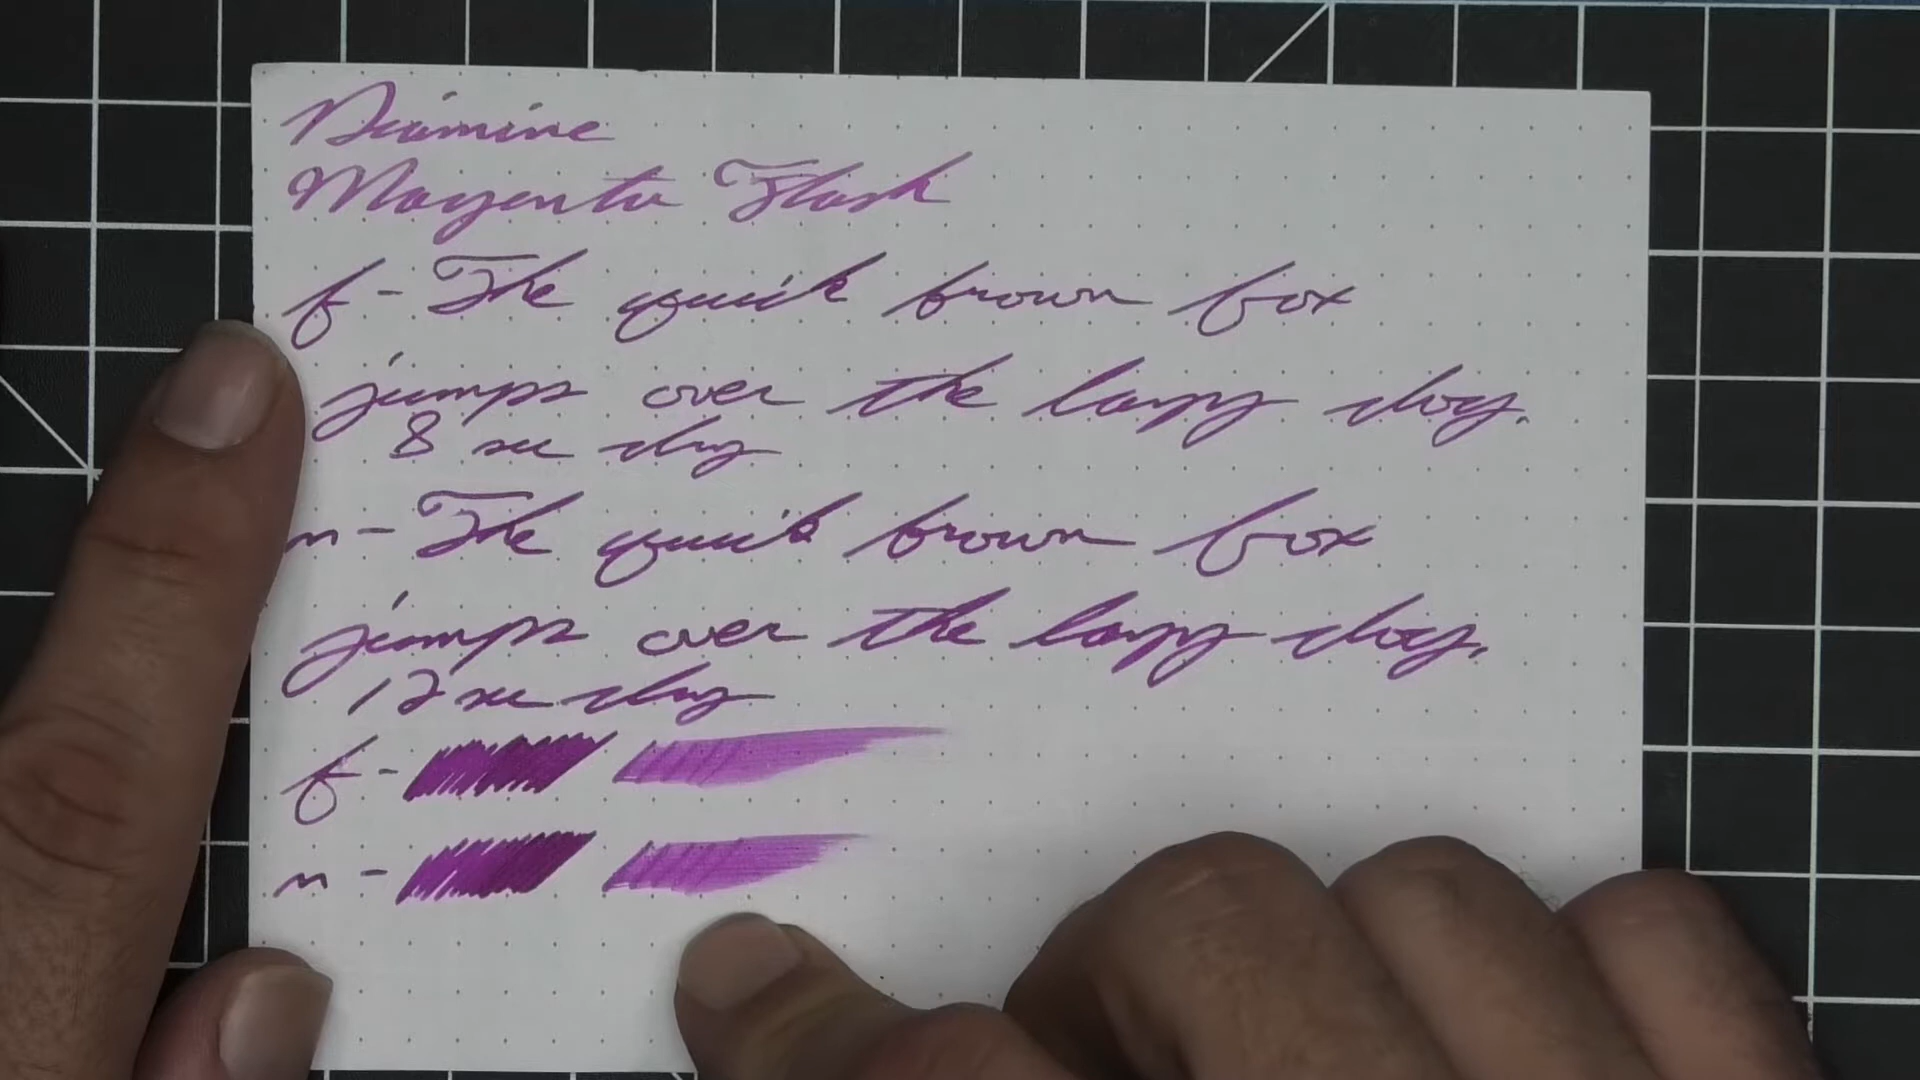 Diamine
Magenta Flash
f - The quick brown fox
jumps over the lazy dog.
8 sec dry
m - The quick brown fox
jumps over the lazy dog.
12 sec dry
f -
m -